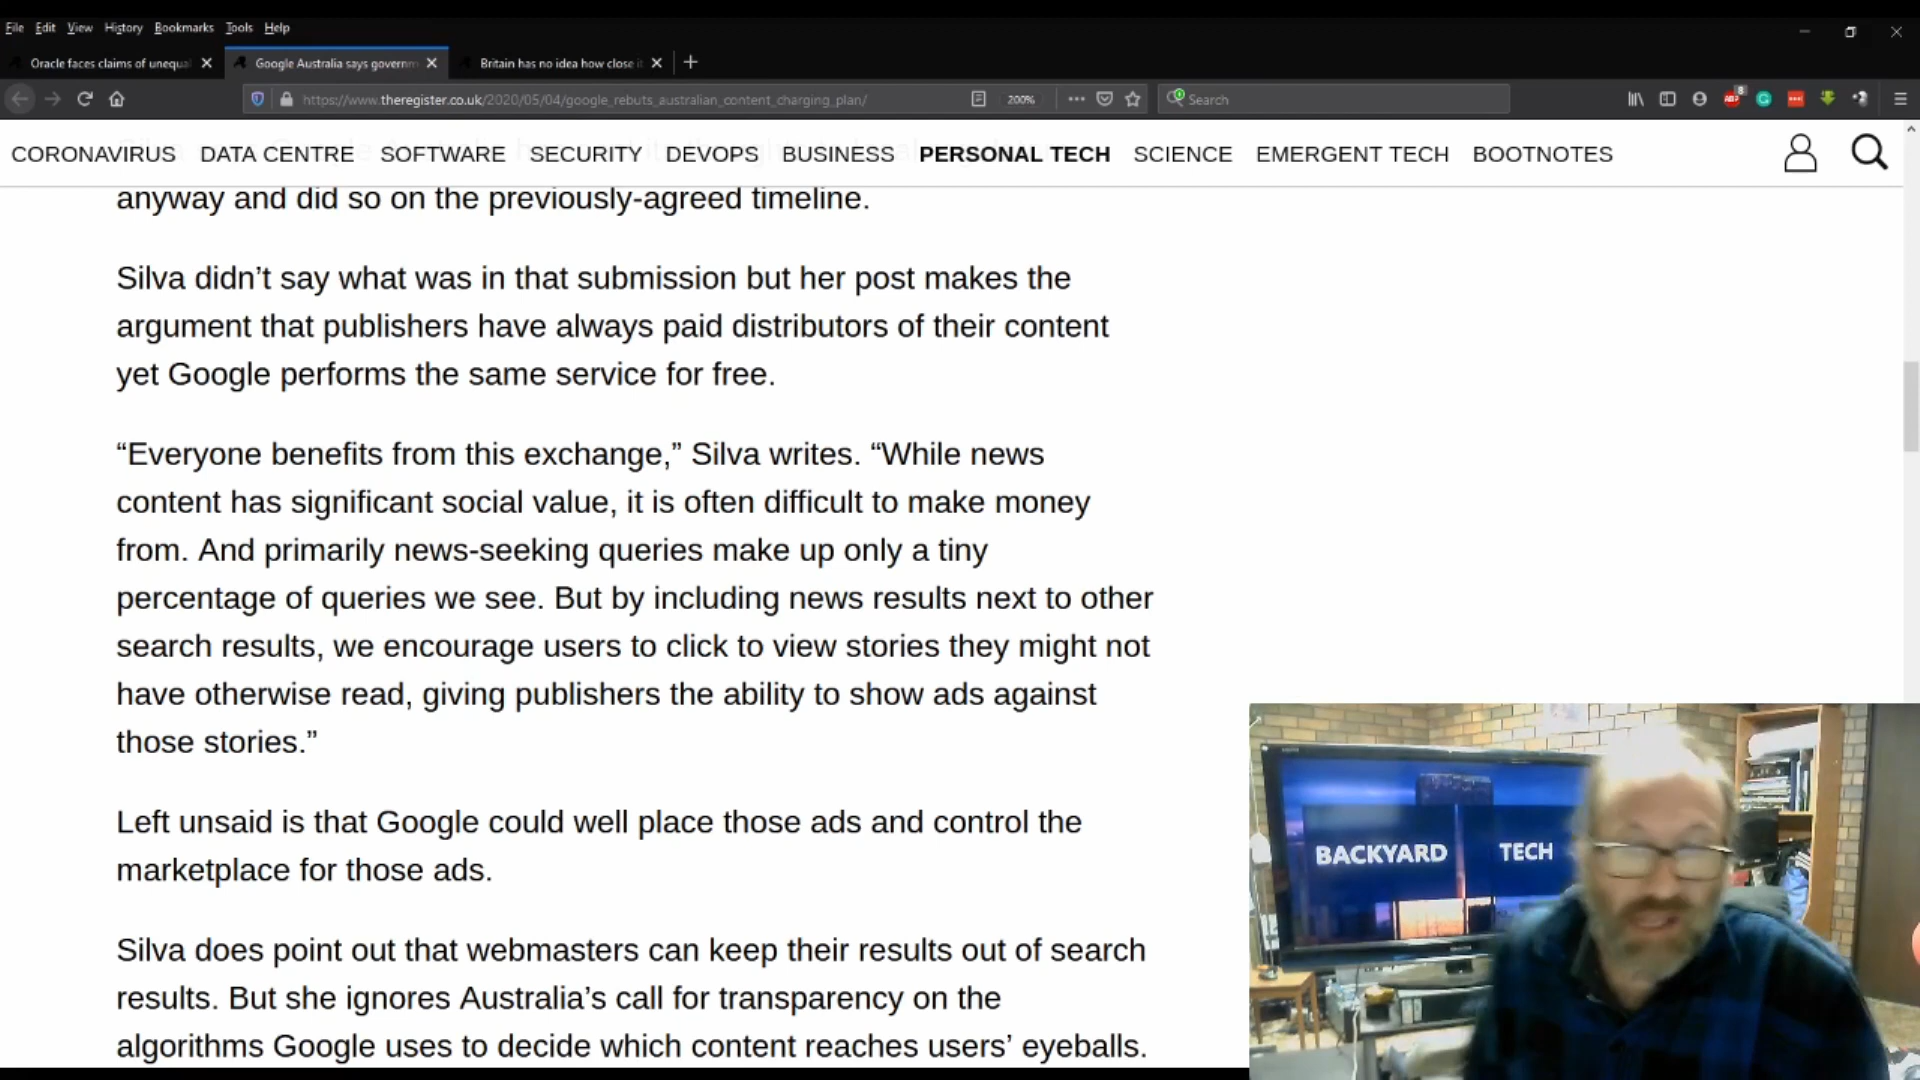 File Edit View History Bookmarks Tools Help
Oracle faces claims of unequa
Google Australia says governm
Britain has no idea how close i
https://www.theregister.co.uk/2020/05/04/google_rebuts_australian_content_charging_plan/
200%
Search
8
CORONAVIRUS DATA CENTRE SOFTWARE SECURITY DEVOPS BUSINESS PERSONAL TECH SCIENCE EMERGENT TECH BOOTNOTES
anyway and did so on the previously-agreed timeline.
Silva didn’t say what was in that submission but her post makes the
argument that publishers have always paid distributors of their content
yet Google performs the same service for free.
“Everyone benefits from this exchange,” Silva writes. “While news
content has significant social value, it is often difficult to make money
from. And primarily news-seeking queries make up only a tiny
percentage of queries we see. But by including news results next to other
search results, we encourage users to click to view stories they might not
have otherwise read, giving publishers the ability to show ads against
those stories.”
Left unsaid is that Google could well place those ads and control the
marketplace for those ads.
Silva does point out that webmasters can keep their results out of search
results. But she ignores Australia’s call for transparency on the
algorithms Google uses to decide which content reaches users’ eyeballs.
BACKYARD TECH